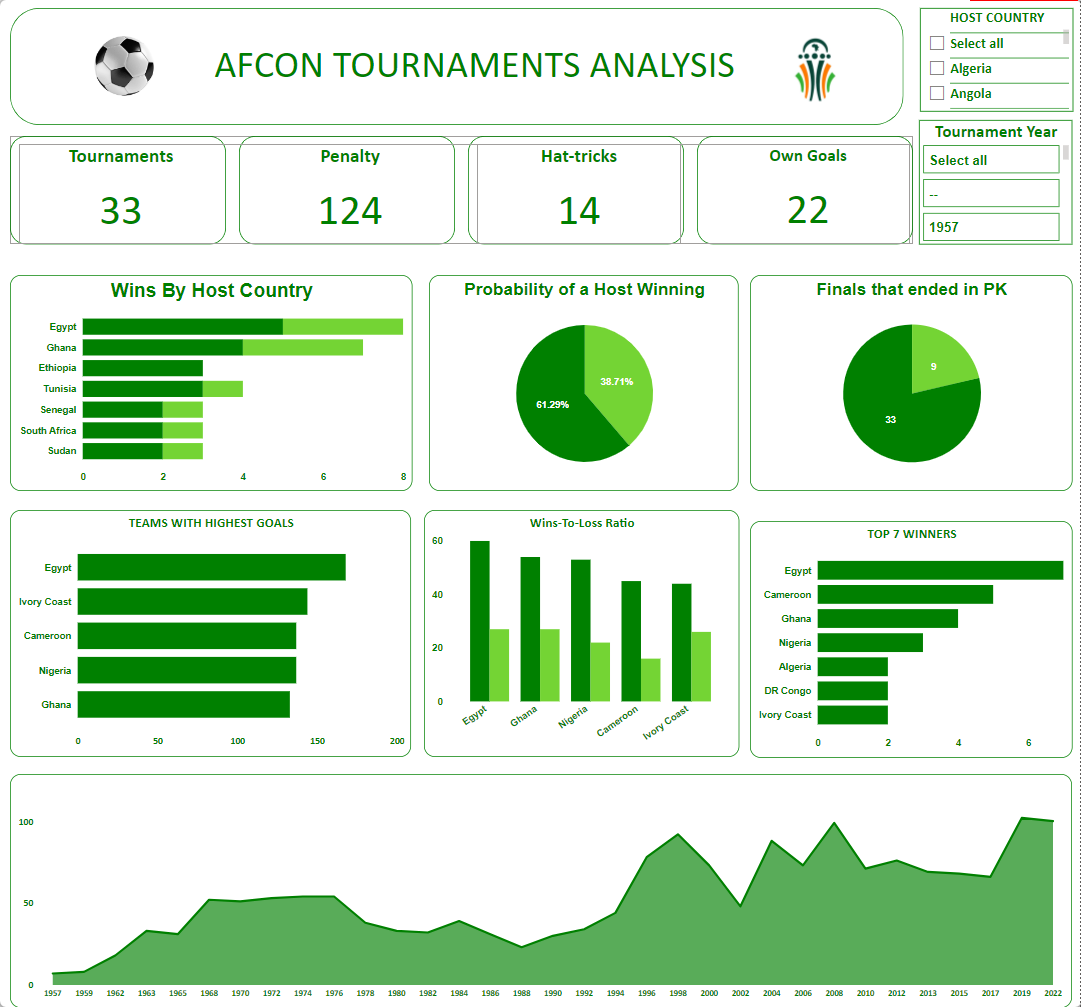 AFCON TOURNAMENTS ANALYSIS
HOST COUNTRY
Select all
Algeria
Angola
Tournament Year
Select all
--
1957
Tournaments
33
Penalty
124
Hat-tricks
14
Own Goals
22
Wins By Host Country
Egypt
Ghana
Ethiopia
Tunisia
Senegal
South Africa
Sudan
0 2 4 6 8
Probability of a Host Winning
38.71%
61.29%
Finals that ended in PK
9
33
TEAMS WITH HIGHEST GOALS
Egypt
Ivory Coast
Cameroon
Nigeria
Ghana
0 50 100 150 200
Wins-To-Loss Ratio
60
40
20
0
Egypt Ghana Nigeria Cameroon Ivory Coast
TOP 7 WINNERS
Egypt
Cameroon
Ghana
Nigeria
Algeria
DR Congo
Ivory Coast
0 2 4 6
100
50
0
1957 1959 1962 1963 1965 1968 1970 1972 1974 1976 1978 1980 1982 1984 1986 1988 1990 1992 1994 1996 1998 2000 2002 2004 2006 2008 2010 2012 2013 2015 2017 2019 2022